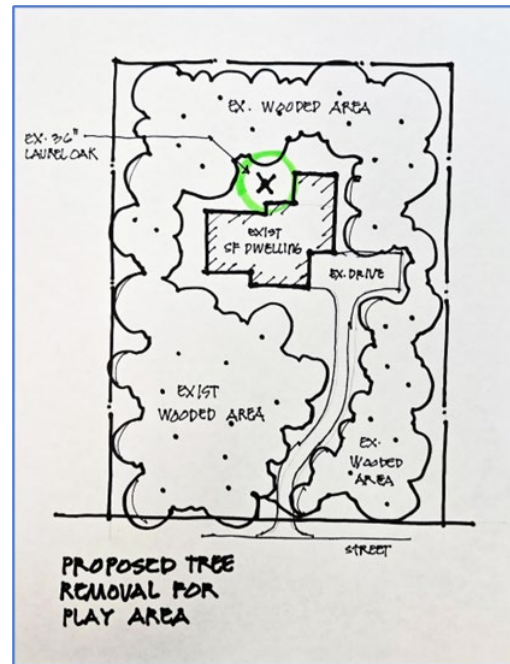 EX. WOODED AREA
EX. 36"
LAUREL OAK
X
EXIST
SF DWELLING
EX. DRIVE
EXIST
WOODED AREA
EX.
WOODED
AREA
STREET
PROPOSED TREE
REMOVAL FOR
PLAY AREA